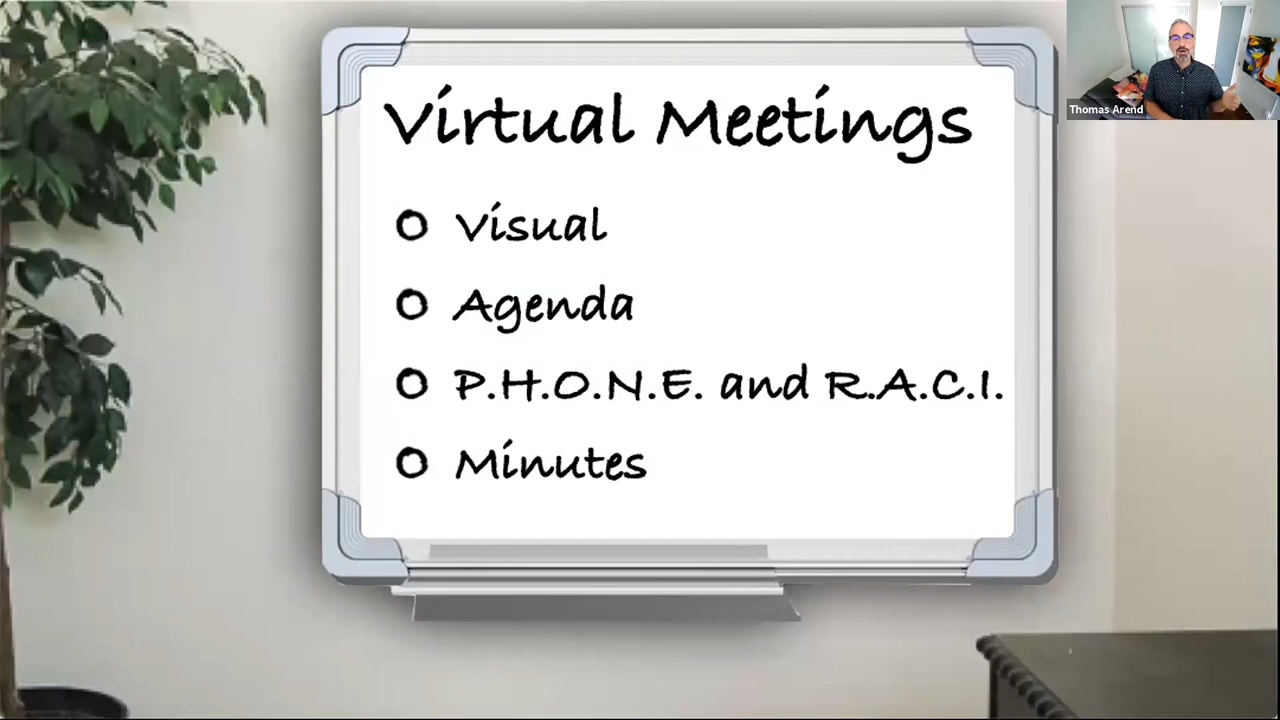 Virtual Meetings
Visual
Agenda
P.H.O.N.E. and R.A.C.I.
Minutes
Thomas Arend